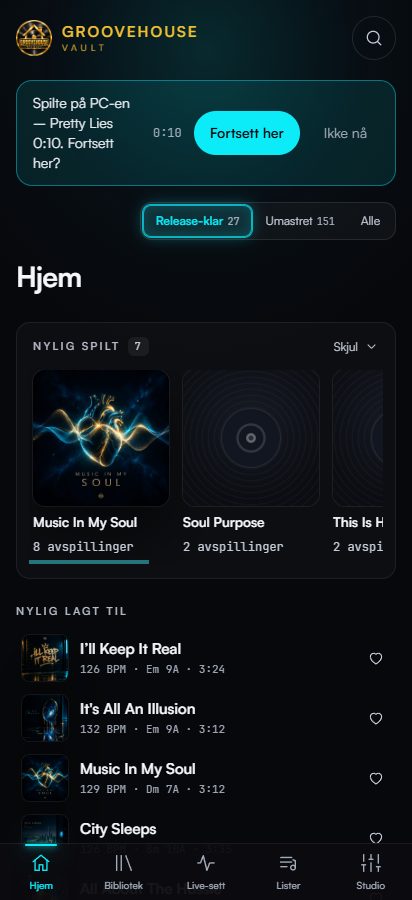 GROOVEHOUSE
VAULT
Spilte på PC-en
— Pretty Lies
0:10. Fortsett
her?
0:10
Fortsett her
Ikke nå
Release-klar 27
Umastret 151
Alle
Hjem
NYLIG SPILT 7
Skjul
MUSIC IN MY
SOUL
Music In My Soul
8 avspillinger
Soul Purpose
2 avspillinger
This Is H
2 avspi
NYLIG LAGT TIL
ALL KEEP
IT REAL
I'll Keep It Real
126 BPM · Em 9A · 3:24
It's All An Illusion
132 BPM · Em 9A · 3:12
Music In My Soul
129 BPM · Dm 7A · 3:12
City Sleeps
Hjem
Bibliotek
Live-sett
Lister
Studio